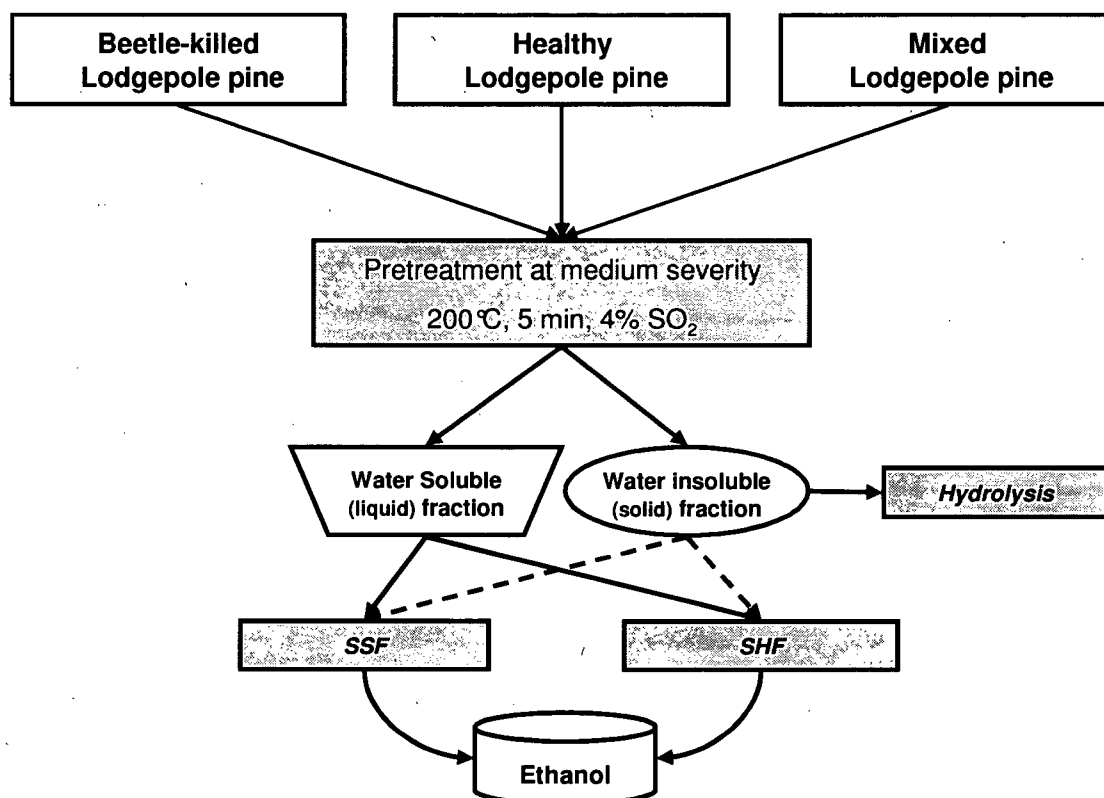 Beetle-killed
Lodgepole pine
Healthy
Lodgepole pine
Mixed
Lodgepole pine
Pretreatment at medium severity
200°C, 5 min, 4% SO₂
Water Soluble
(liquid) fraction
Water insoluble
(solid) fraction
Hydrolysis
SSF
SHF
Ethanol